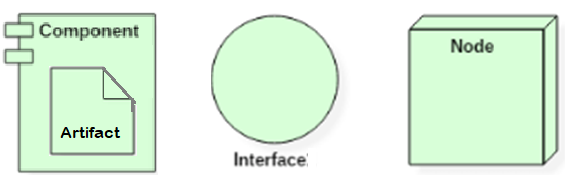 Component
Artifact
Interface
Node